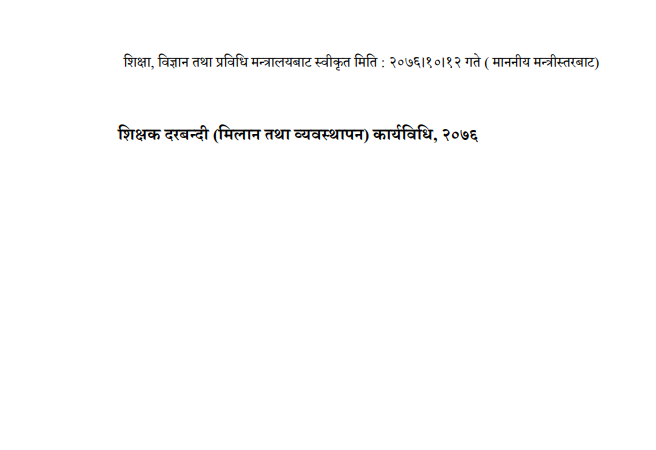 शिक्षा, विज्ञान तथा प्रविधि मन्त्रालयबाट स्वीकृत मिति : २०७६।१०।१२ गते ( माननीय मन्त्रीस्तरबाट)
शिक्षक दरबन्दी (मिलान तथा व्यवस्थापन) कार्यविधि, २०७६